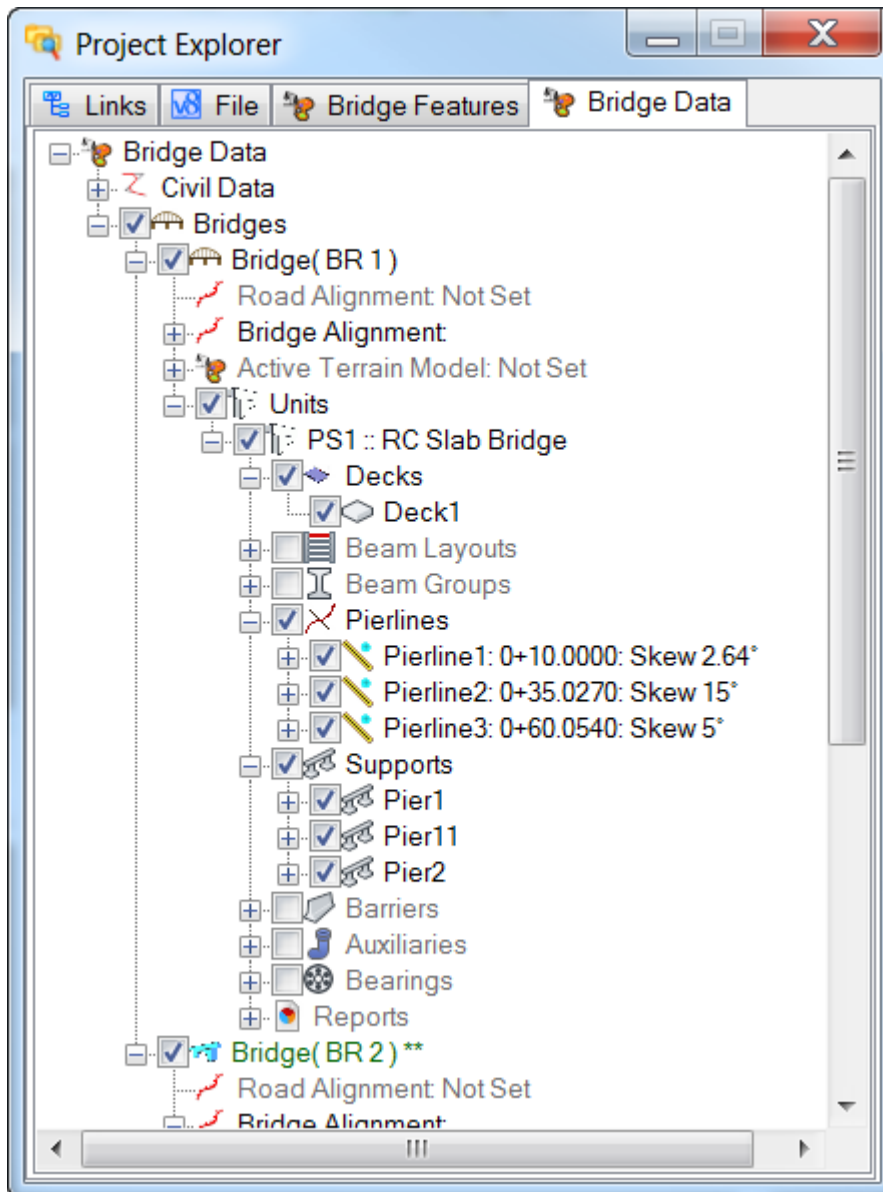 Project Explorer
Links File Bridge Features Bridge Data
Bridge Data
Civil Data
Bridges
Bridge( BR 1 )
Road Alignment: Not Set
Bridge Alignment:
Active Terrain Model: Not Set
Units
PS1 :: RC Slab Bridge
Decks
Deck1
Beam Layouts
Beam Groups
Pierlines
Pierline1: 0+10.0000: Skew 2.64°
Pierline2: 0+35.0270: Skew 15°
Pierline3: 0+60.0540: Skew 5°
Supports
Pier1
Pier11
Pier2
Barriers
Auxiliaries
Bearings
Reports
Bridge( BR 2 ) **
Road Alignment: Not Set
Bridge Alignment: